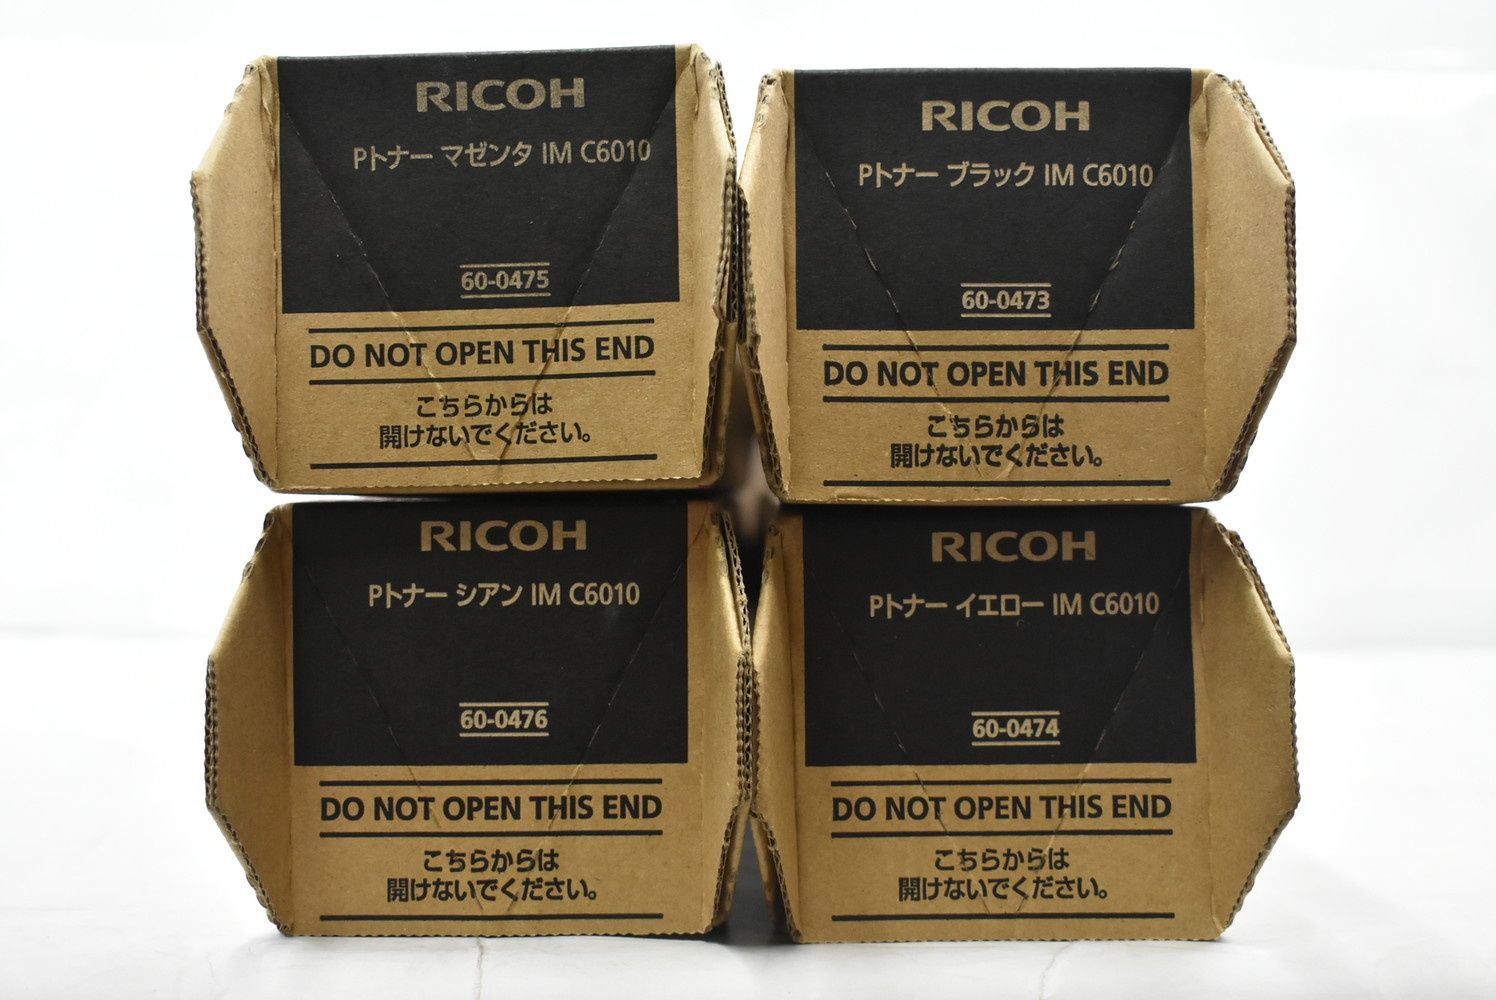 RICOH
Pトナー マゼンタ IM C6010
60-0475
DO NOT OPEN THIS END
こちらからは
開けないでください。
RICOH
Pトナー ブラック IM C6010
60-0473
DO NOT OPEN THIS END
こちらからは
開けないでください。
RICOH
Pトナー シアン IM C6010
60-0476
DO NOT OPEN THIS END
こちらからは
開けないでください。
RICOH
Pトナー イエロー IM C6010
60-0474
DO NOT OPEN THIS END
こちらからは
開けないでください。